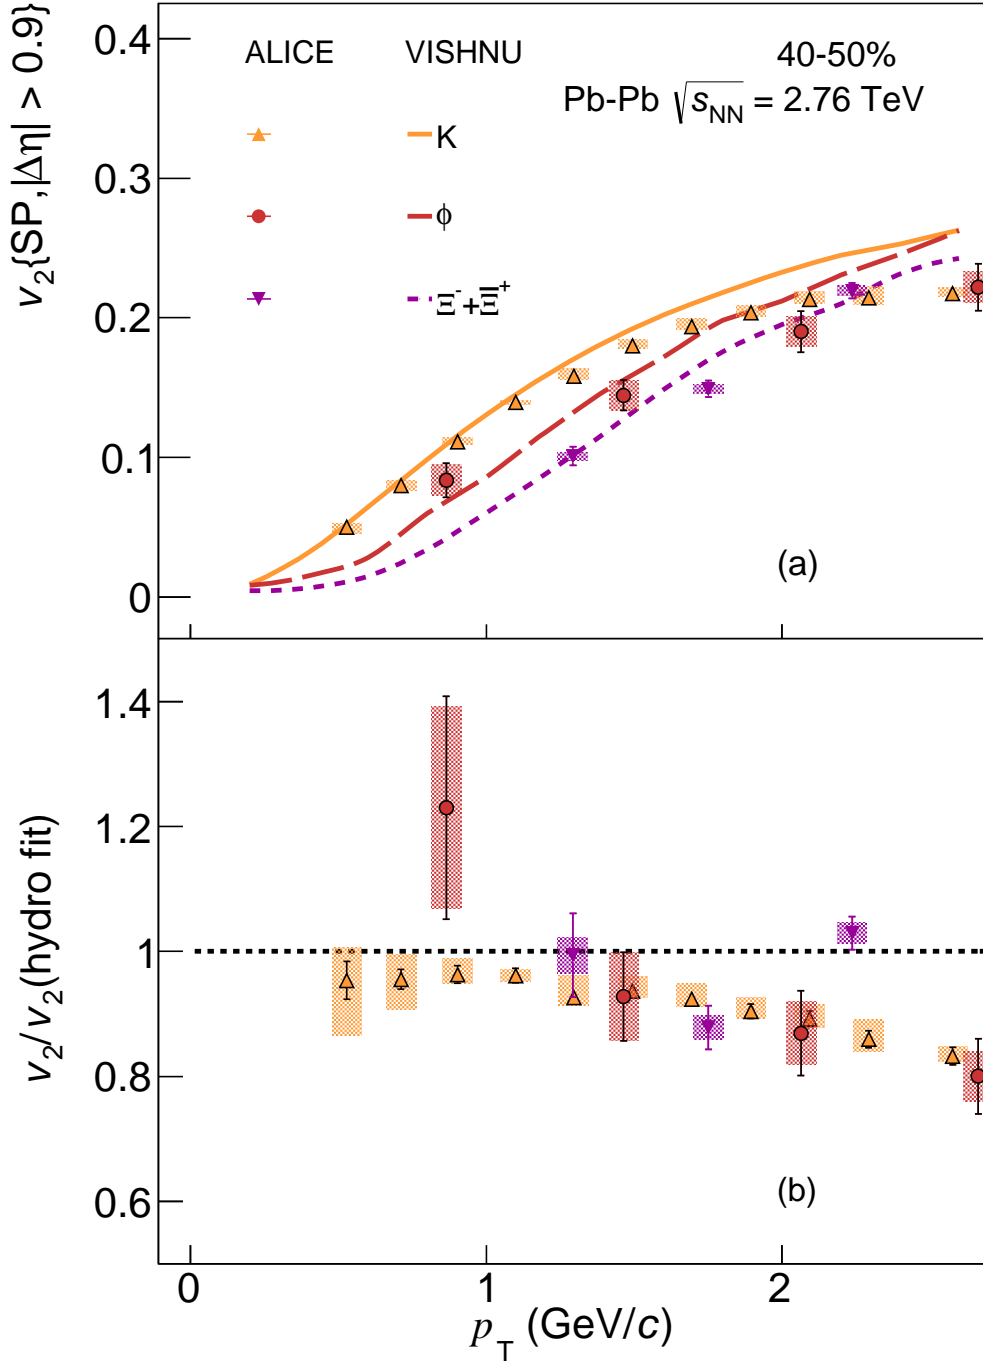 v2{SP,|Δη| > 0.9}
0.4
0.3
0.2
0.1
0
ALICE VISHNU 40-50%
Pb-Pb √sNN = 2.76 TeV
K
ϕ
Ξ-+Ξ̅+
(a)
v2/v2(hydro fit)
1.4
1.2
1
0.8
0.6
(b)
0 1 2
pT (GeV/c)